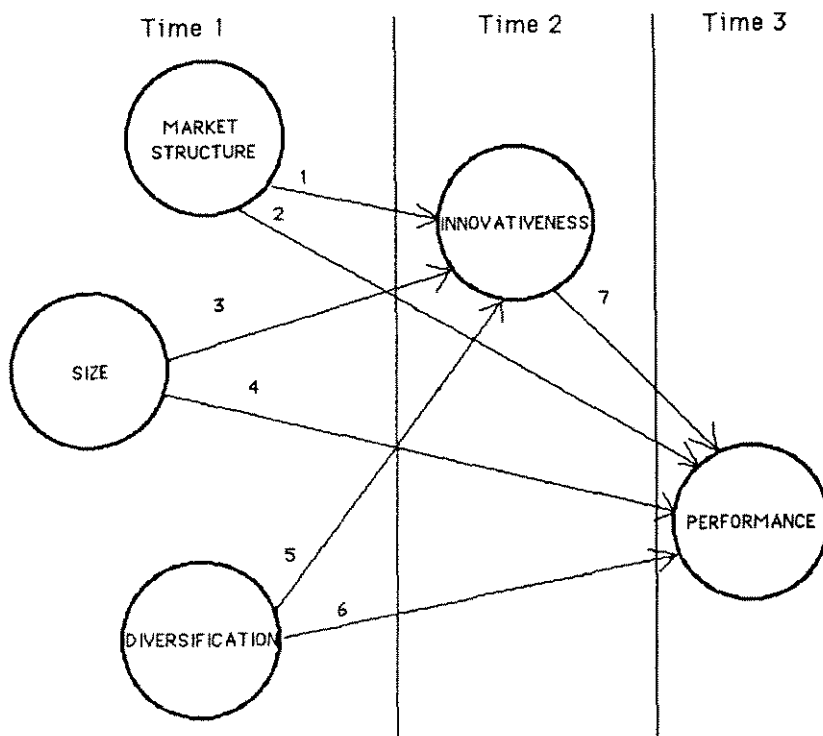 Time 1
Time 2
Time 3
MARKET
STRUCTURE
1
2
INNOVATIVENESS
3
7
SIZE
4
PERFORMANCE
5
6
DIVERSIFICATION